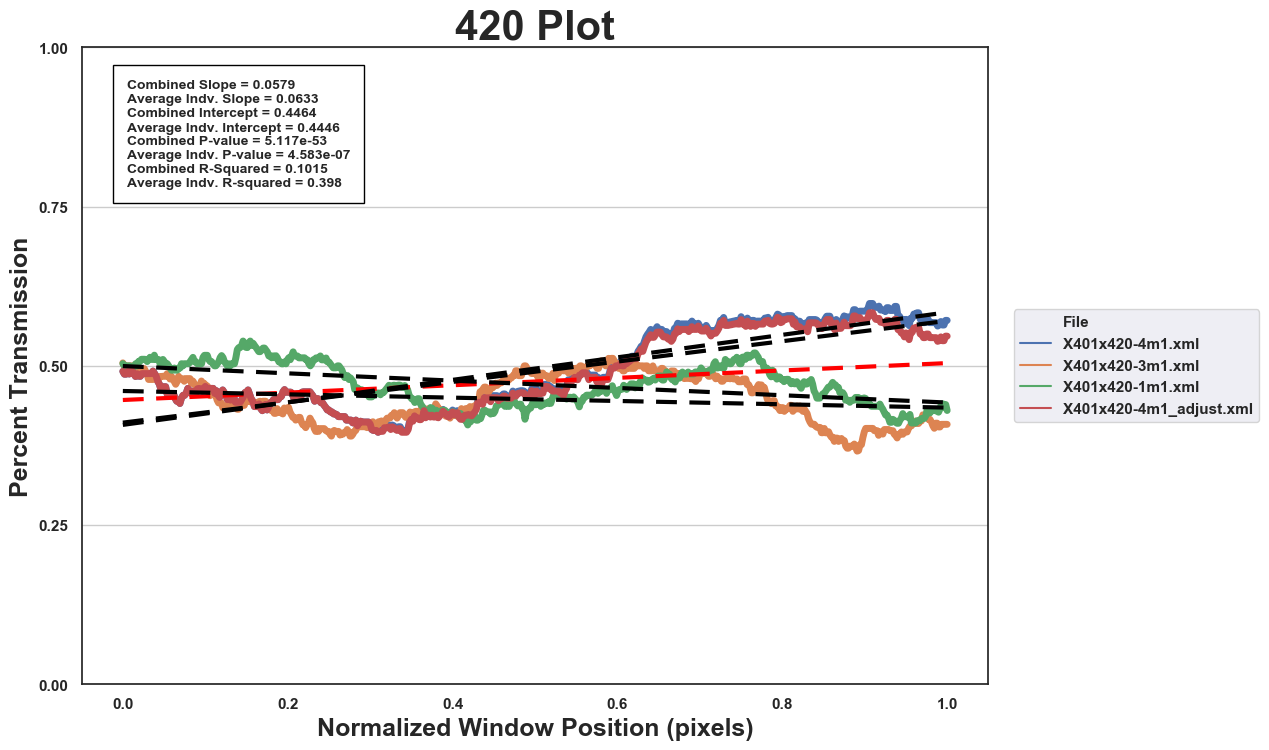 420 Plot
1.00
Combined Slope = 0.0579
Average Indv. Slope = 0.0633
Combined Intercept = 0.4464
Average Indv. Intercept = 0.4446
Combined P-value = 5.117e-53
Average Indv. P-value = 4.583e-07
Combined R-Squared = 0.1015
Average Indv. R-squared = 0.398
0.75
Percent Transmission
0.50
0.25
0.00
0.0 0.2 0.4 0.6 0.8 1.0
Normalized Window Position (pixels)
File
X401x420-4m1.xml
X401x420-3m1.xml
X401x420-1m1.xml
X401x420-4m1_adjust.xml